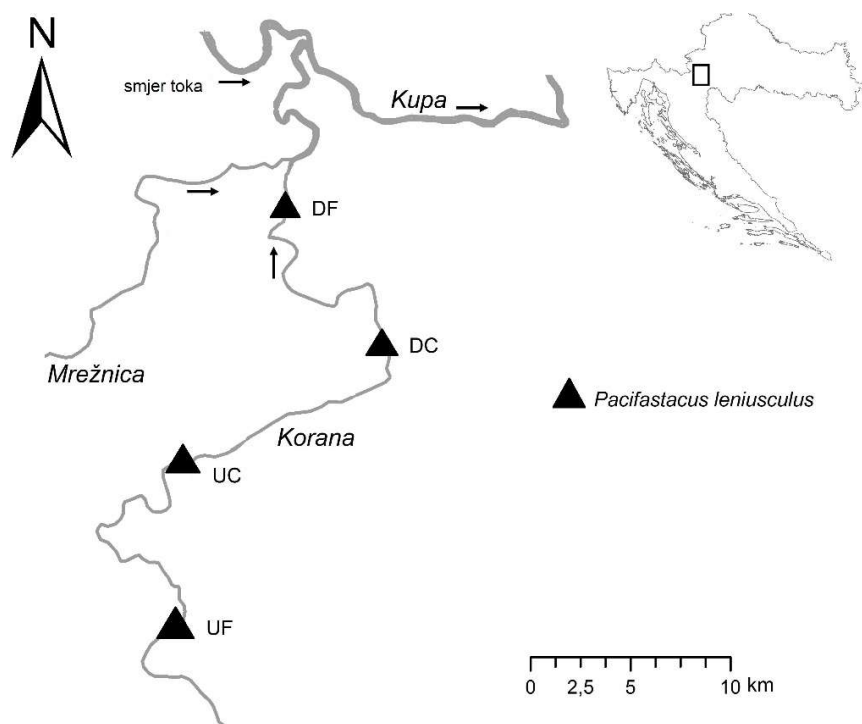 N
smjer toka
Kupa
DF
DC
Mrežnica
Pacifastacus leniusculus
Korana
UC
UF
0 2,5 5 10 km